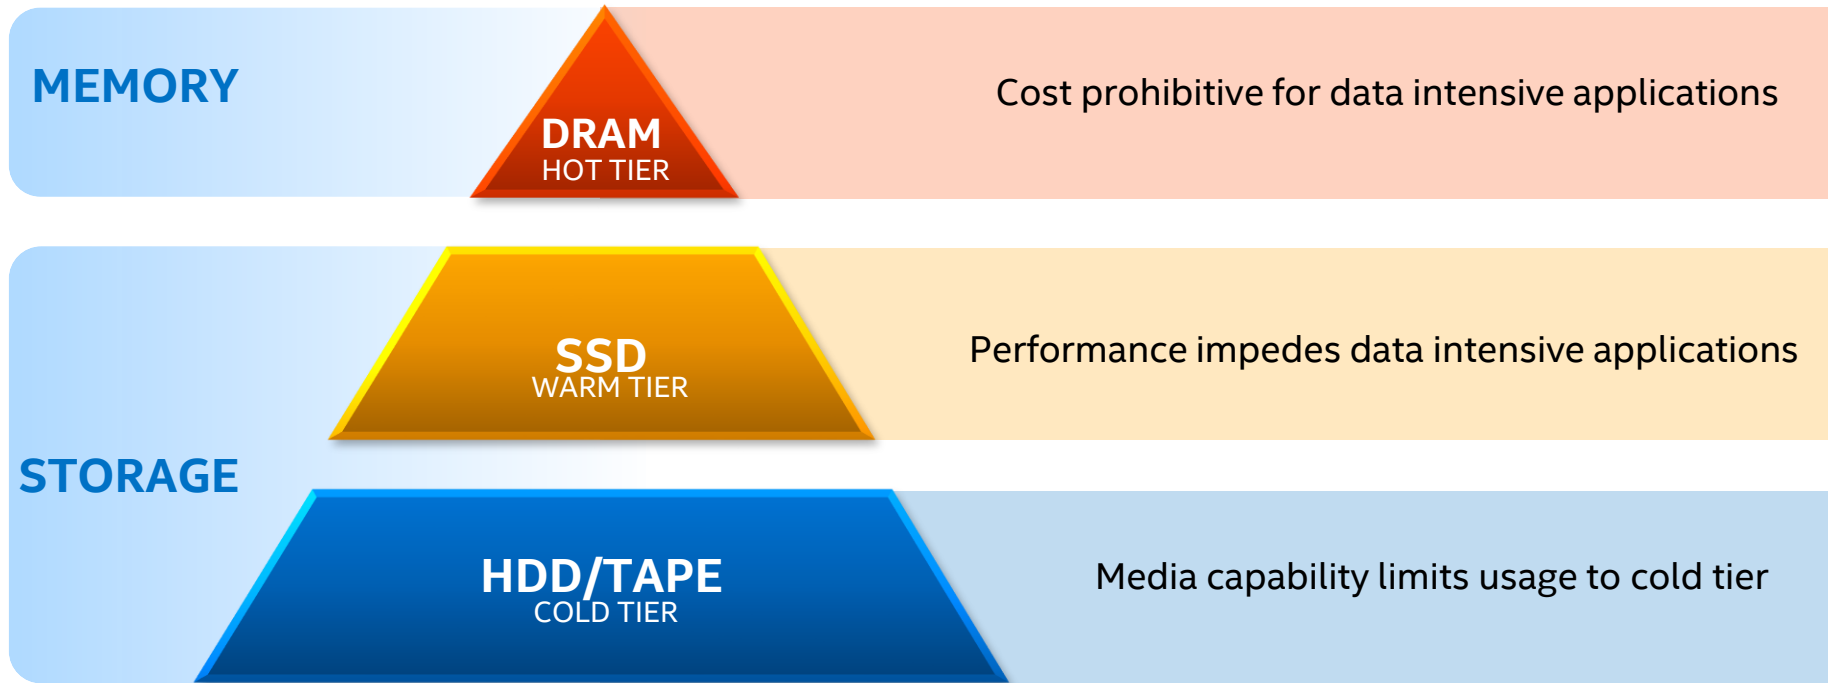 MEMORY
DRAM
HOT TIER
Cost prohibitive for data intensive applications
SSD
WARM TIER
Performance impedes data intensive applications
STORAGE
HDD/TAPE
COLD TIER
Media capability limits usage to cold tier